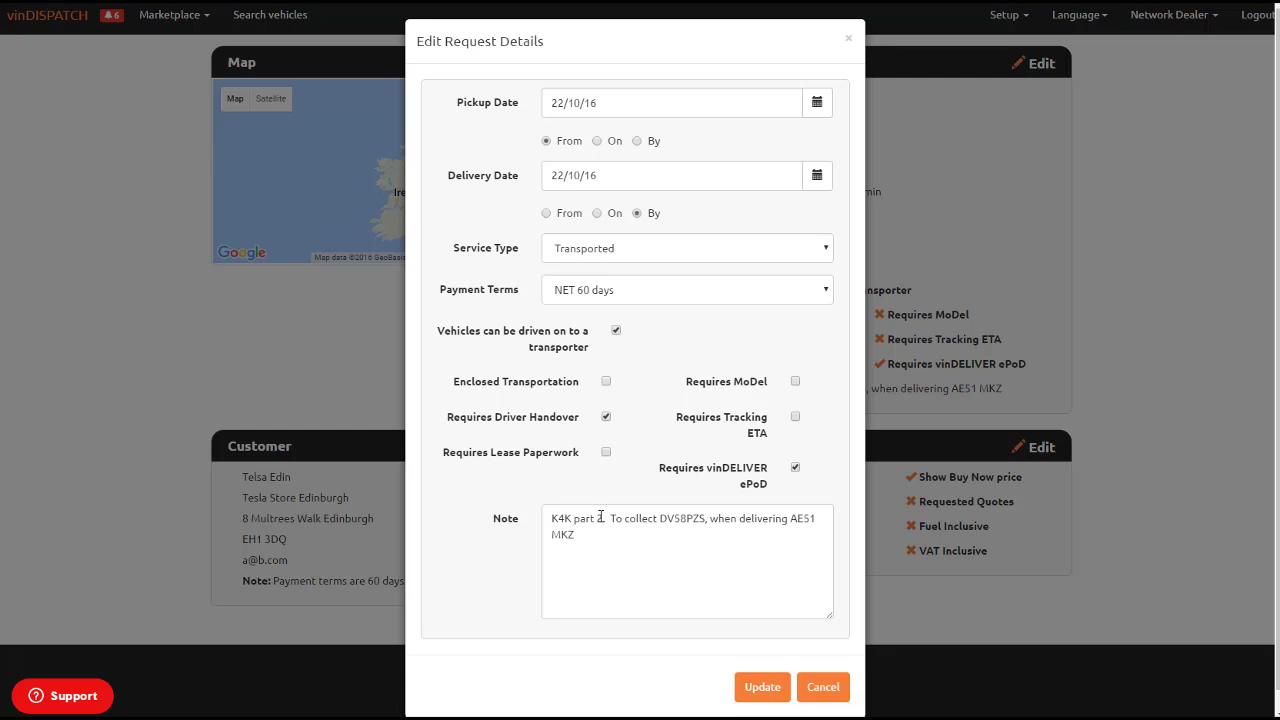 vinDISPATCH 6 Marketplace Search vehicles Setup Language Network Dealer Logout
Edit Request Details ×
Map
Edit
Map Satellite
Ire
Google
Map data ©2016 GeoBasis
Pickup Date 22/10/16
From On By
Delivery Date 22/10/16
From On By
Service Type Transported
Payment Terms NET 60 days
Vehicles can be driven on to a
transporter
Enclosed Transportation Requires MoDel
Requires Driver Handover Requires Tracking
ETA
Requires Lease Paperwork Requires vinDELIVER
ePoD
Note K4K part To collect DV58PZS, when delivering AE51
MKZ
Update Cancel
min
ansporter
Requires MoDel
Requires Tracking ETA
Requires vinDELIVER ePoD
, when delivering AE51 MKZ
Customer
Telsa Edin
Tesla Store Edinburgh
8 Multrees Walk Edinburgh
EH1 3DQ
a@b.com
Note: Payment terms are 60 days
Edit
Show Buy Now price
Requested Quotes
Fuel Inclusive
VAT Inclusive
Support